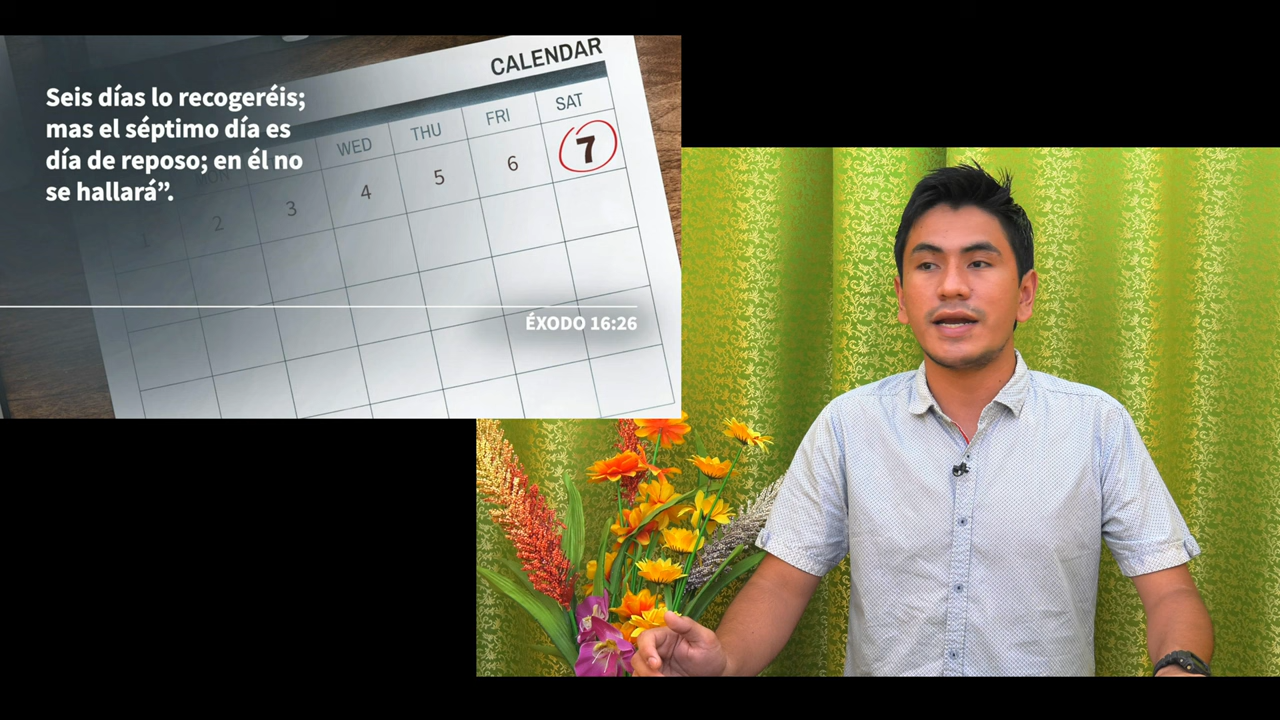 Seis días lo recogeréis;
mas el séptimo día es
día de reposo; en él no
se hallará”.
ÉXODO 16:26
CALENDAR
WED THU FRI SAT
1 2 3 4 5 6 7